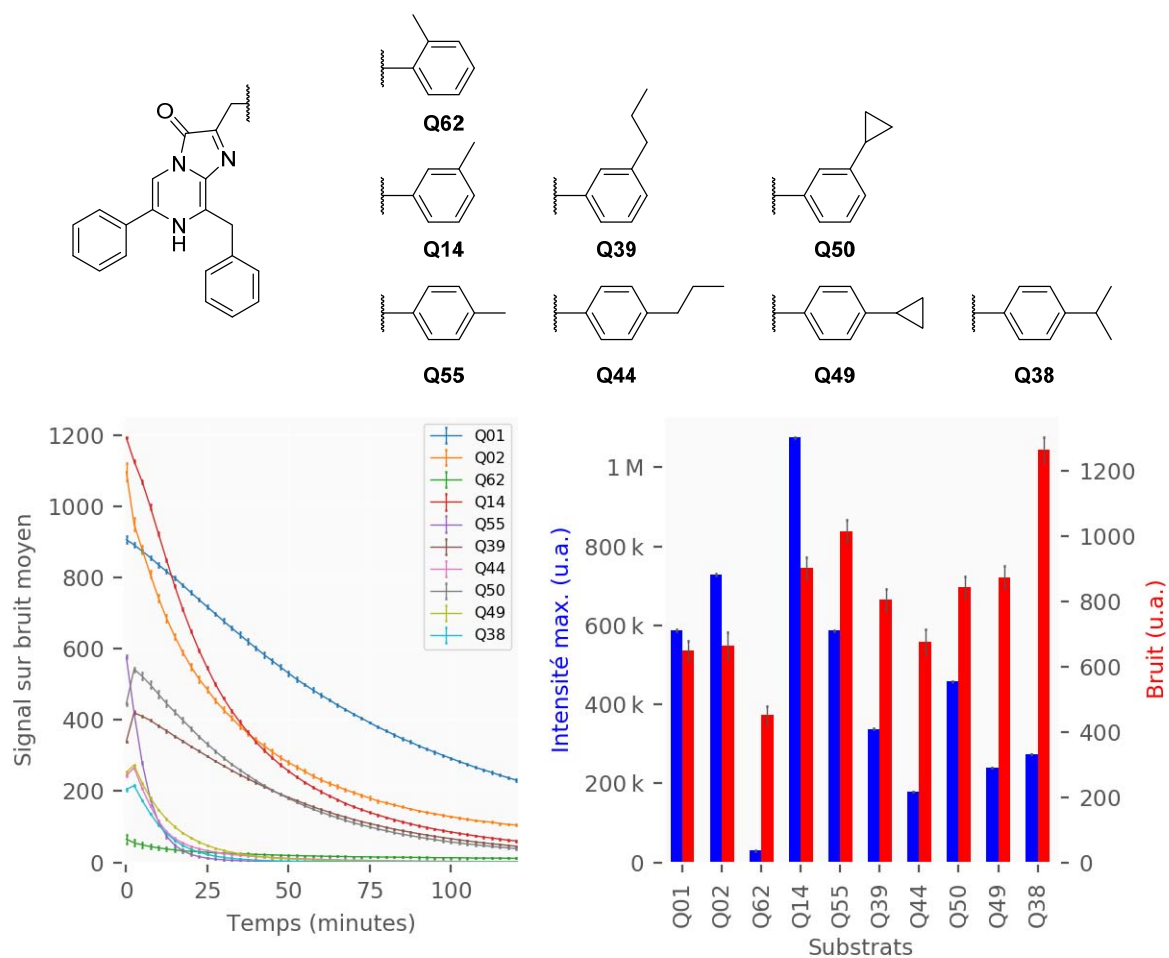 O
N
N
N
H
Q62
Q14
Q39
Q50
Q55
Q44
Q49
Q38
Signal sur bruit moyen
1200
1000
800
600
400
200
0
0
25
50
75
100
Temps (minutes)
Q01
Q02
Q62
Q14
Q55
Q39
Q44
Q50
Q49
Q38
Intensité max. (u.a.)
1 M
800 k
600 k
400 k
200 k
0
Q01
Q02
Q62
Q14
Q55
Q39
Q44
Q50
Q49
Q38
Substrats
1200
1000
800
600
400
200
0
Bruit (u.a.)